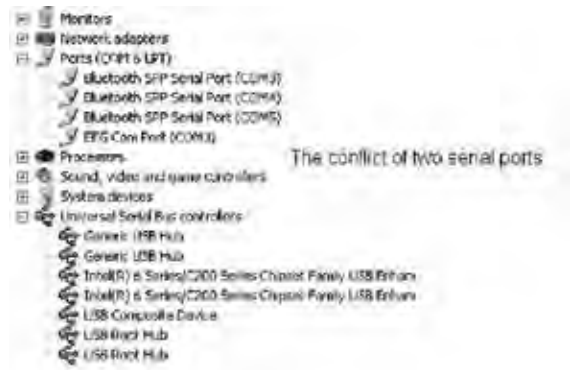 Monitors
Network adapters
Ports (COM & LPT)
Bluetooth SPP Serial Port (COM3)
Bluetooth SPP Serial Port (COM4)
Bluetooth SPP Serial Port (COM5)
EEG Com Port (COM3)
Processors
The conflict of two serial ports
Sound, video and game controllers
System devices
Universal Serial Bus controllers
Generic USB Hub
Generic USB Hub
Intel(R) 6 Series/C200 Series Chipset Family USB Enhan
Intel(R) 6 Series/C200 Series Chipset Family USB Enhan
USB Composite Device
USB Root Hub
USB Root Hub